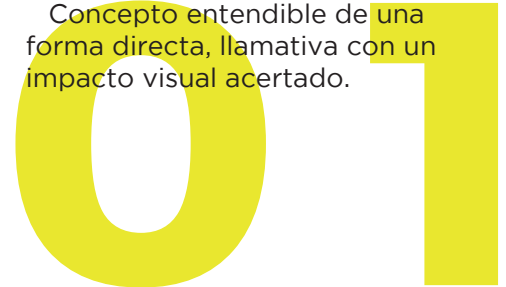 Concepto entendible de una
forma directa, llamativa con un
impacto visual acertado.
01